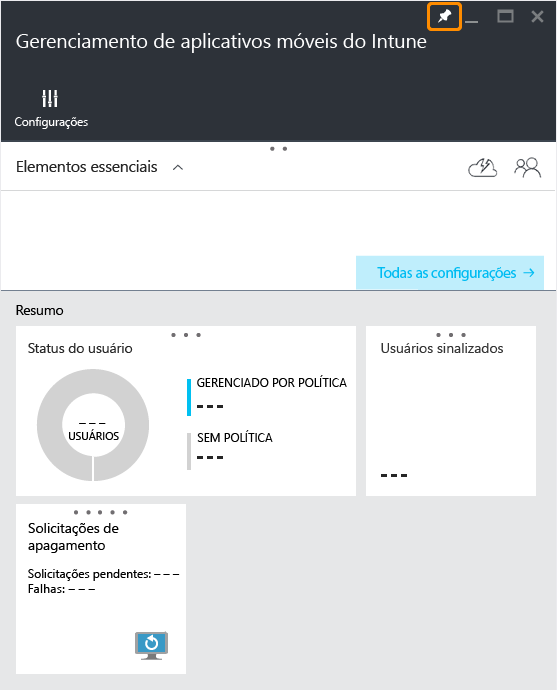 Gerenciamento de aplicativos móveis do Intune
Configurações
Elementos essenciais
Todas as configurações →
Resumo
Status do usuário
GERENCIADO POR POLÍTICA
---
SEM POLÍTICA
---
---
USUÁRIOS
Usuários sinalizados
---
Solicitações de
apagamento
Solicitações pendentes: ---
Falhas: ---